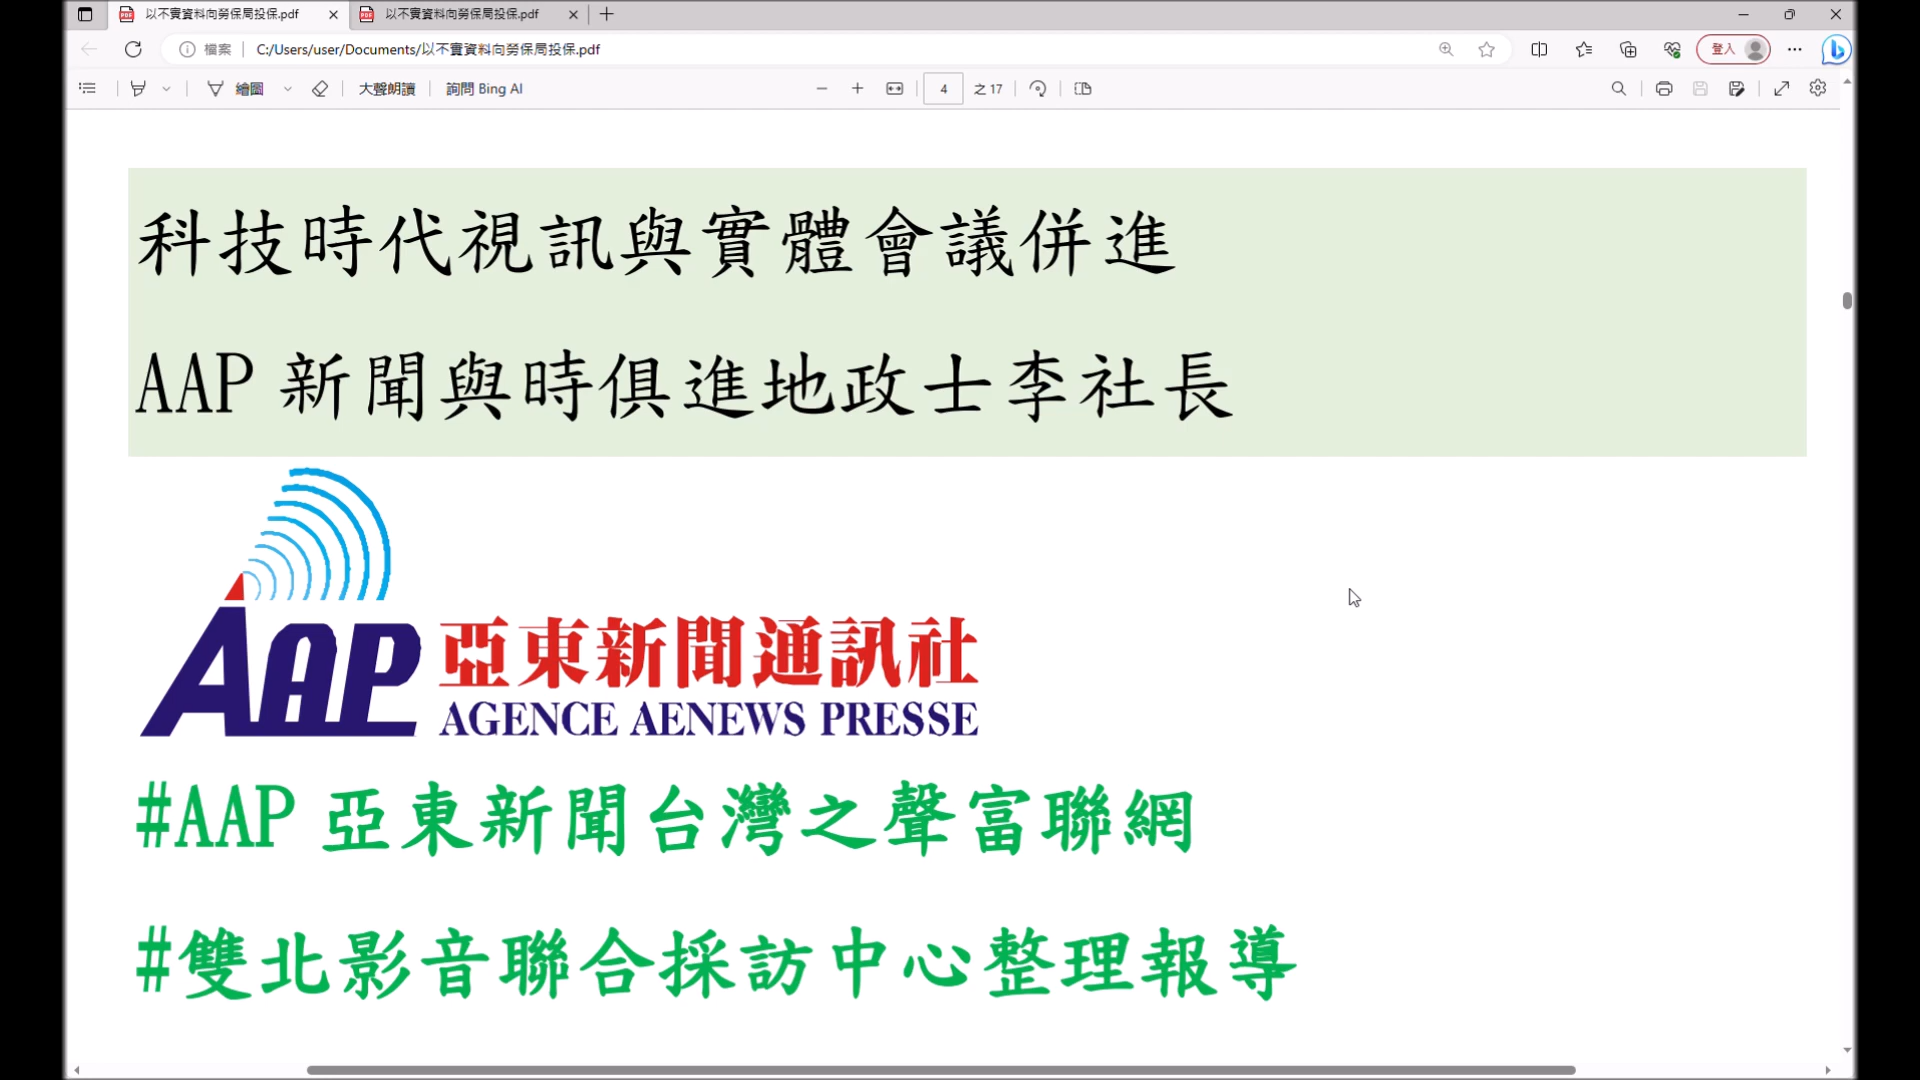 以不實資料向勞保局投保.pdf
以不實資料向勞保局投保.pdf
檔案
C:/Users/user/Documents/以不實資料向勞保局投保.pdf
登入
繪圖
大聲朗讀
詢問 Bing AI
4
之 17
科技時代視訊與實體會議併進
AAP 新聞與時俱進地政士李社長
AAP
亞東新聞通訊社
AGENCE AENEWS PRESSE
#AAP 亞東新聞台灣之聲富聯網
#雙北影音聯合採訪中心整理報導